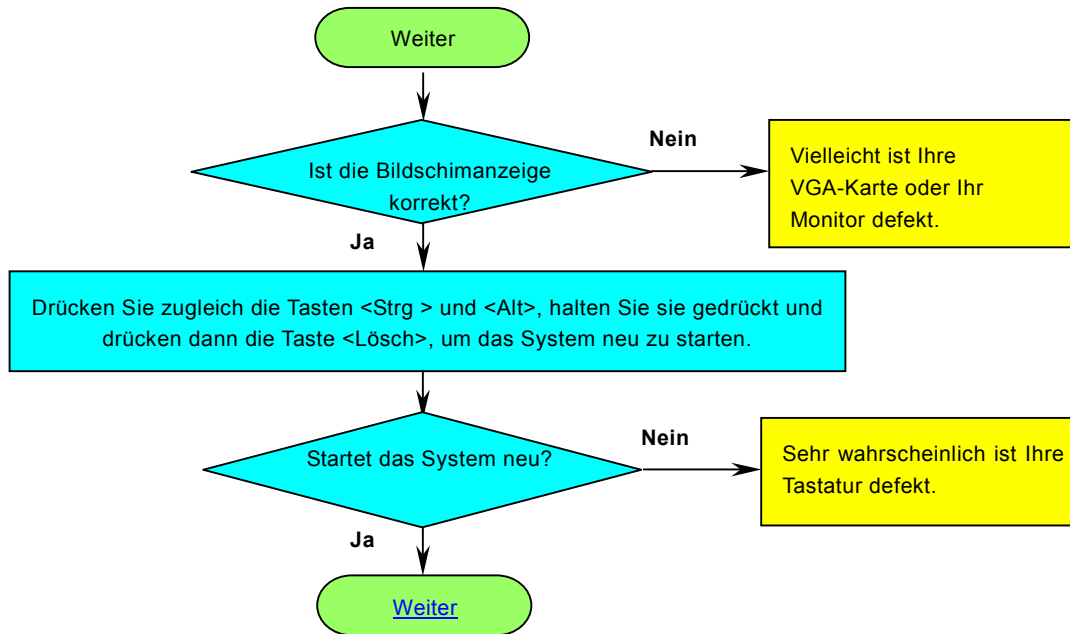 Weiter
Ist die Bildschimanzeige
korrekt?
Nein
Vielleicht ist Ihre
VGA-Karte oder Ihr
Monitor defekt.
Ja
Drücken Sie zugleich die Tasten <Strg > und <Alt>, halten Sie sie gedrückt und
drücken dann die Taste <Lösch>, um das System neu zu starten.
Startet das System neu?
Nein
Sehr wahrscheinlich ist Ihre
Tastatur defekt.
Ja
Weiter